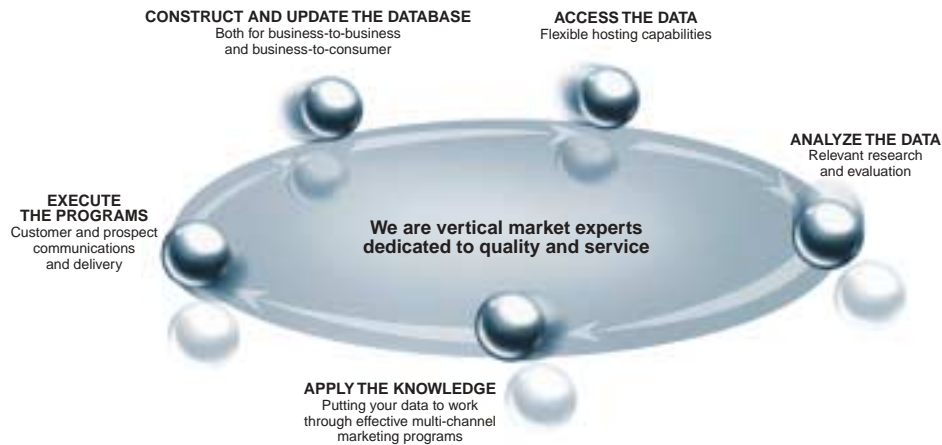 CONSTRUCT AND UPDATE THE DATABASE
Both for business-to-business
and business-to-consumer
ACCESS THE DATA
Flexible hosting capabilities
ANALYZE THE DATA
Relevant research
and evaluation
EXECUTE
THE PROGRAMS
Customer and prospect
communications
and delivery
We are vertical market experts
dedicated to quality and service
APPLY THE KNOWLEDGE
Putting your data to work
through effective multi-channel
marketing programs